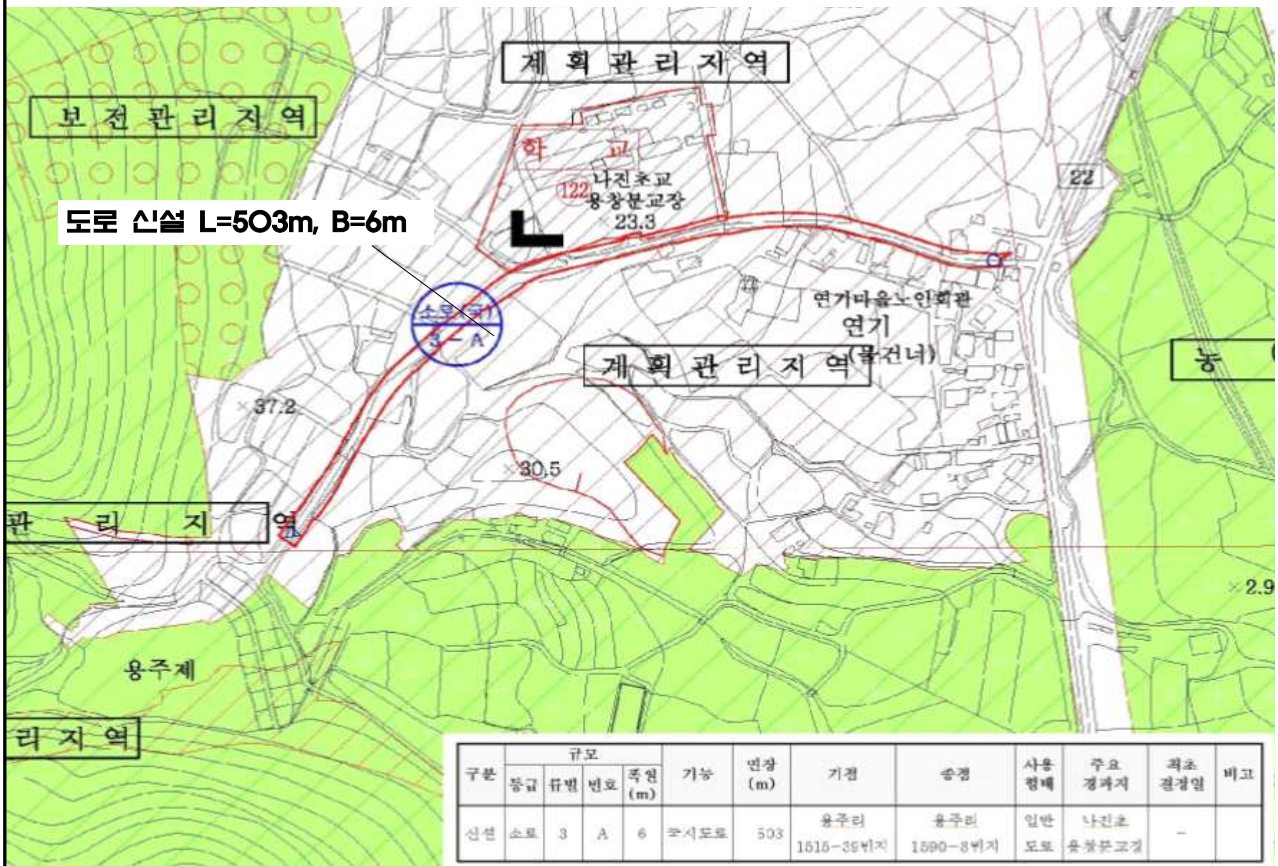 계획관리지역
보전관리지역
학 교
122
나진초교
용창분교장
23.3
22
도로 신설 L=503m, B=6m
소로(국)
3-A
연기마을노인회관
연기
(물건너)
계획관리지역
농
37.2
30.5
관리지역
2.9
용주제
리지역
구분 규모 기능 연장(m) 기점 종점 사용형태 주요경과지 최초결정일 비고
등급 류별 번호 폭원(m)
신설 소로 3 A 6 국지도로 503 용주리 1515-39번지 용주리 1590-8번지 일반도로 나진초 용창분교장 -